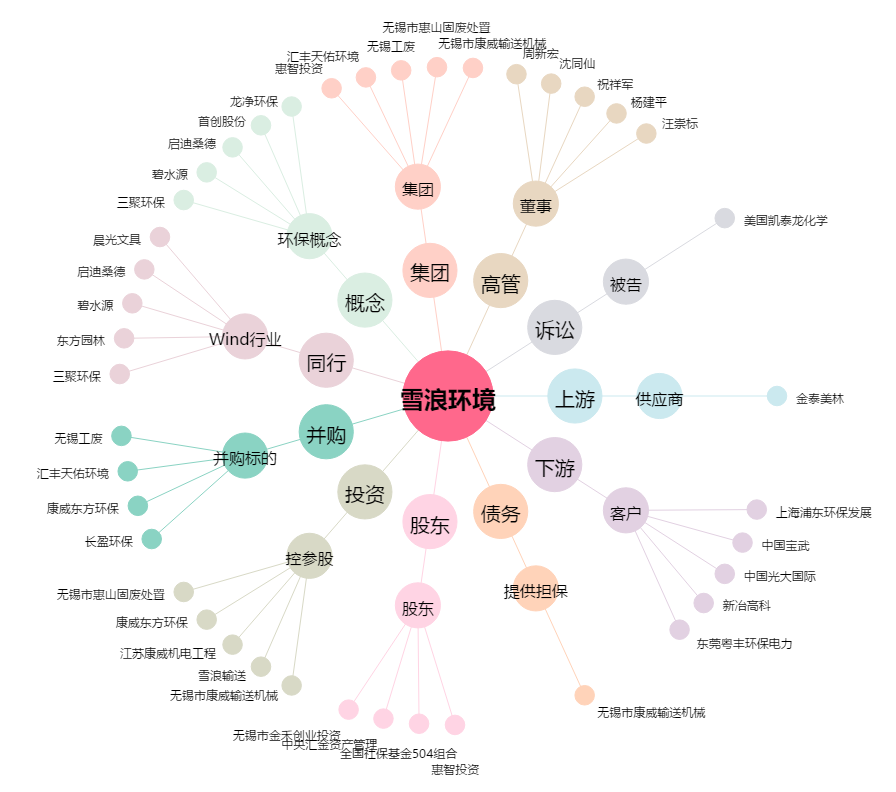 无锡市惠山固废处置
无锡工废
无锡市康威输送机械
汇丰天佑环境
惠智投资
周新宏
沈同仙
祝祥军
杨建平
汪崇标
龙净环保
首创股份
启迪桑德
碧水源
三聚环保
集团
董事
环保概念
集团
高管
概念
美国凯泰龙化学
被告
诉讼
晨光文具
启迪桑德
碧水源
东方园林
三聚环保
Wind行业
同行
雪浪环境
上游
供应商
金泰美林
并购
并购标的
无锡工废
汇丰天佑环境
康威东方环保
长盈环保
下游
客户
上海浦东环保发展
中国宝武
中国光大国际
新冶高科
东莞粤丰环保电力
投资
控参股
无锡市惠山固废处置
康威东方环保
江苏康威机电工程
雪浪输送
无锡市康威输送机械
股东
股东
无锡市金禾创业投资
中央汇金资产管理
全国社保基金504组合
惠智投资
债务
提供担保
无锡市康威输送机械